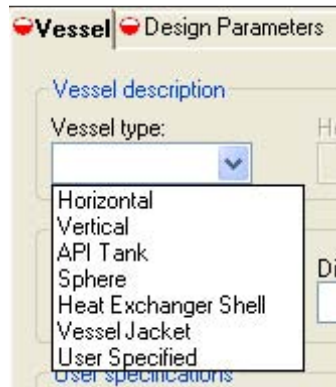 Vessel Design Parameters
Vessel description
Vessel type:
Horizontal
Vertical
API Tank
Sphere
Heat Exchanger Shell
Vessel Jacket
User Specified
User specifications